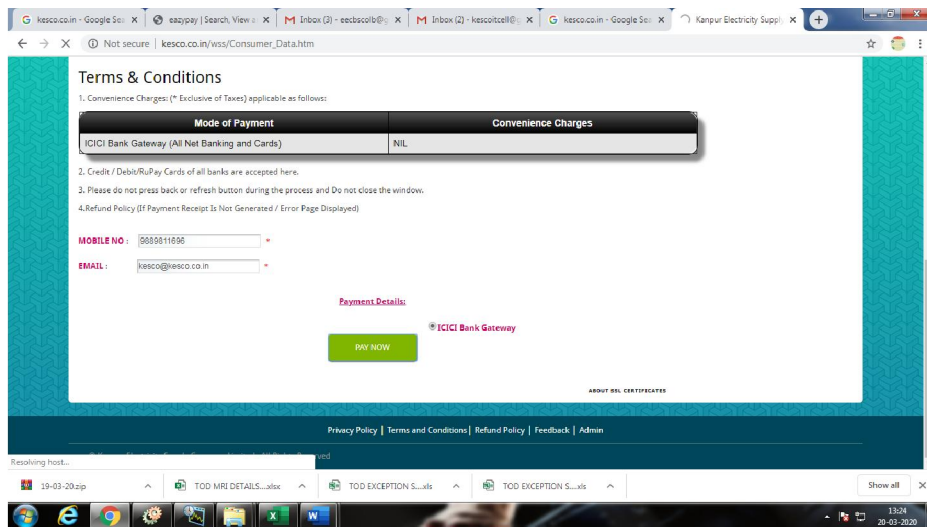 kesco.co.in - Google Sea
eazypay | Search, View a
Inbox (3) - eecbscolb@g
Inbox (2) - kescoitcell@g
kesco.co.in - Google Sea
Kanpur Electricity Supply
Not secure | kesco.co.in/wss/Consumer_Data.htm
Terms & Conditions
1. Convenience Charges: (* Exclusive of Taxes) applicable as follows:
Mode of Payment Convenience Charges
ICICI Bank Gateway (All Net Banking and Cards) NIL
2. Credit / Debit/RuPay Cards of all banks are accepted here.
3. Please do not press back or refresh button during the process and Do not close the window.
4.Refund Policy (If Payment Receipt Is Not Generated / Error Page Displayed)
MOBILE NO : 9889811696 *
EMAIL : kesco@kesco.co.in *
Payment Details:
ICICI Bank Gateway
PAY NOW
ABOUT SSL CERTIFICATES
Privacy Policy | Terms and Conditions | Refund Policy | Feedback | Admin
Resolving host...
19-03-20.zip
TOD MRI DETAILS....xlsx
TOD EXCEPTION S....xls
TOD EXCEPTION S....xls
Show all
13:24
20-03-2020